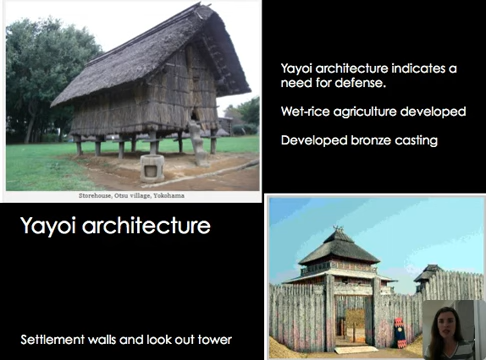 Yayoi architecture indicates a
need for defense.
Wet-rice agriculture developed
Developed bronze casting
Storehouse, Otsu village, Yokohama
Yayoi architecture
Settlement walls and look out tower